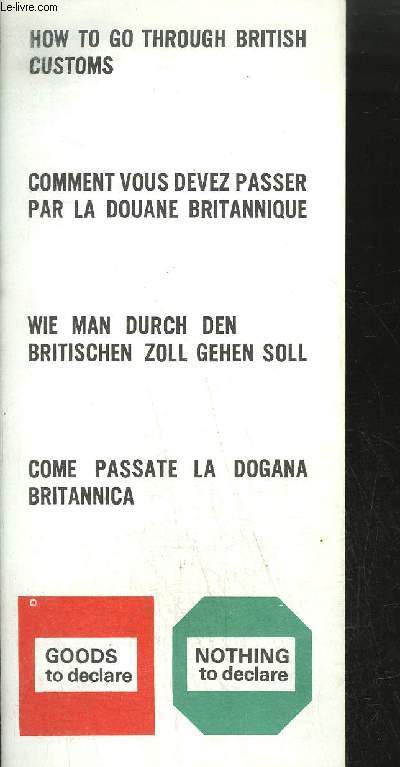 Le-livre.com
HOW TO GO THROUGH BRITISH
CUSTOMS
COMMENT VOUS DEVEZ PASSER
PAR LA DOUANE BRITANNIQUE
WIE MAN DURCH DEN
BRITISCHEN ZOLL GEHEN SOLL
COME PASSATE LA DOGANA
BRITANNICA
GOODS
to declare
NOTHING
to declare